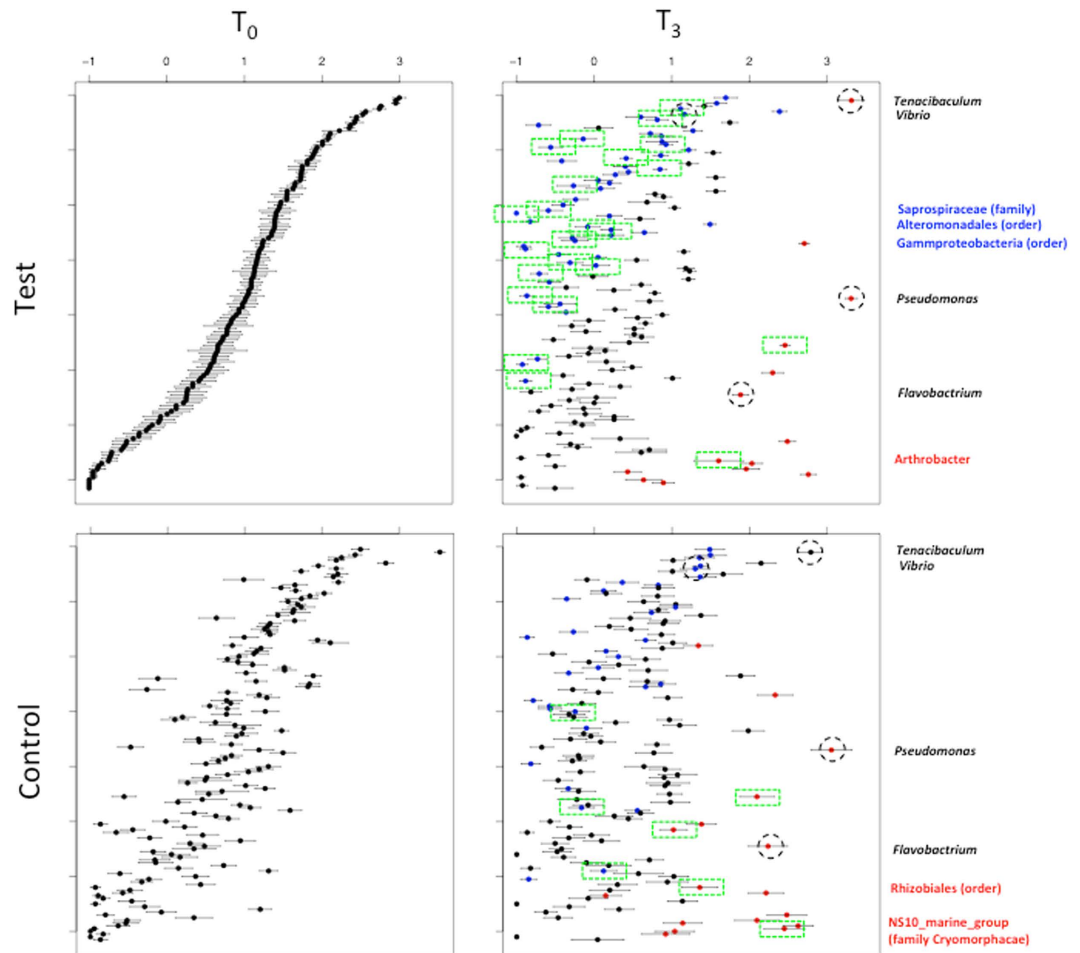 T0 T3
-1 0 1 2 3 -1 0 1 2 3
Test
Tenacibaculum
Vibrio
Saprospiraceae (family)
Alteromonadales (order)
Gammproteobacteria (order)
Pseudomonas
Flavobactrium
Arthrobacter
Control
Tenacibaculum
Vibrio
Pseudomonas
Flavobactrium
Rhizobiales (order)
NS10_marine_group
(family Cryomorphacae)